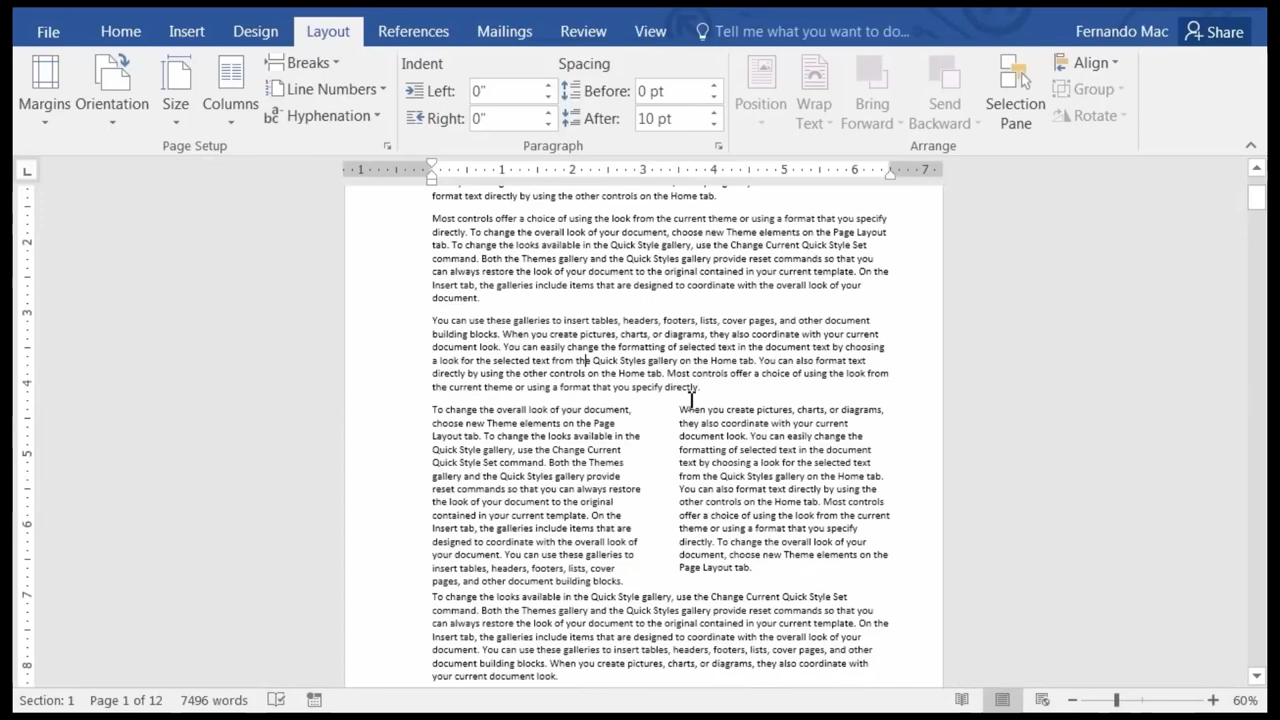 File Home Insert Design Layout References Mailings Review View Tell me what you want to do... Fernando Mac Share
Margins Orientation Size Columns
Breaks
Line Numbers
Hyphenation
Page Setup
Indent Spacing
Left: 0" Before: 0 pt
Right: 0" After: 10 pt
Paragraph
Position Wrap Text Bring Forward Send Backward Selection Pane
Align
Group
Rotate
Arrange
1 1 2 3 4 5 6 7
format text directly by using the other controls on the Home tab.
Most controls offer a choice of using the look from the current theme or using a format that you specify
directly. To change the overall look of your document, choose new Theme elements on the Page Layout
tab. To change the looks available in the Quick Style gallery, use the Change Current Quick Style Set
command. Both the Themes gallery and the Quick Styles gallery provide reset commands so that you
can always restore the look of your document to the original contained in your current template. On the
Insert tab, the galleries include items that are designed to coordinate with the overall look of your
document.
You can use these galleries to insert tables, headers, footers, lists, cover pages, and other document
building blocks. When you create pictures, charts, or diagrams, they also coordinate with your current
document look. You can easily change the formatting of selected text in the document text by choosing
a look for the selected text from the Quick Styles gallery on the Home tab. You can also format text
directly by using the other controls on the Home tab. Most controls offer a choice of using the look from
the current theme or using a format that you specify directly.
To change the overall look of your document,
choose new Theme elements on the Page
Layout tab. To change the looks available in the
Quick Style gallery, use the Change Current
Quick Style Set command. Both the Themes
gallery and the Quick Styles gallery provide
reset commands so that you can always restore
the look of your document to the original
contained in your current template. On the
Insert tab, the galleries include items that are
designed to coordinate with the overall look of
your document. You can use these galleries to
insert tables, headers, footers, lists, cover
pages, and other document building blocks.
When you create pictures, charts, or diagrams,
they also coordinate with your current
document look. You can easily change the
formatting of selected text in the document
text by choosing a look for the selected text
from the Quick Styles gallery on the Home tab.
You can also format text directly by using the
other controls on the Home tab. Most controls
offer a choice of using the look from the current
theme or using a format that you specify
directly. To change the overall look of your
document, choose new Theme elements on the
Page Layout tab.
To change the looks available in the Quick Style gallery, use the Change Current Quick Style Set
command. Both the Themes gallery and the Quick Styles gallery provide reset commands so that you
can always restore the look of your document to the original contained in your current template. On the
Insert tab, the galleries include items that are designed to coordinate with the overall look of your
document. You can use these galleries to insert tables, headers, footers, lists, cover pages, and other
document building blocks. When you create pictures, charts, or diagrams, they also coordinate with
your current document look.
2
3
4
5
6
7
8
Section: 1 Page 1 of 12 7496 words 60%